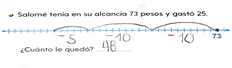 Salomé tenía en su alcancía 73 pesos y gastó 25.
-5 -10 -10 73
¿Cuánto le quedó? 48